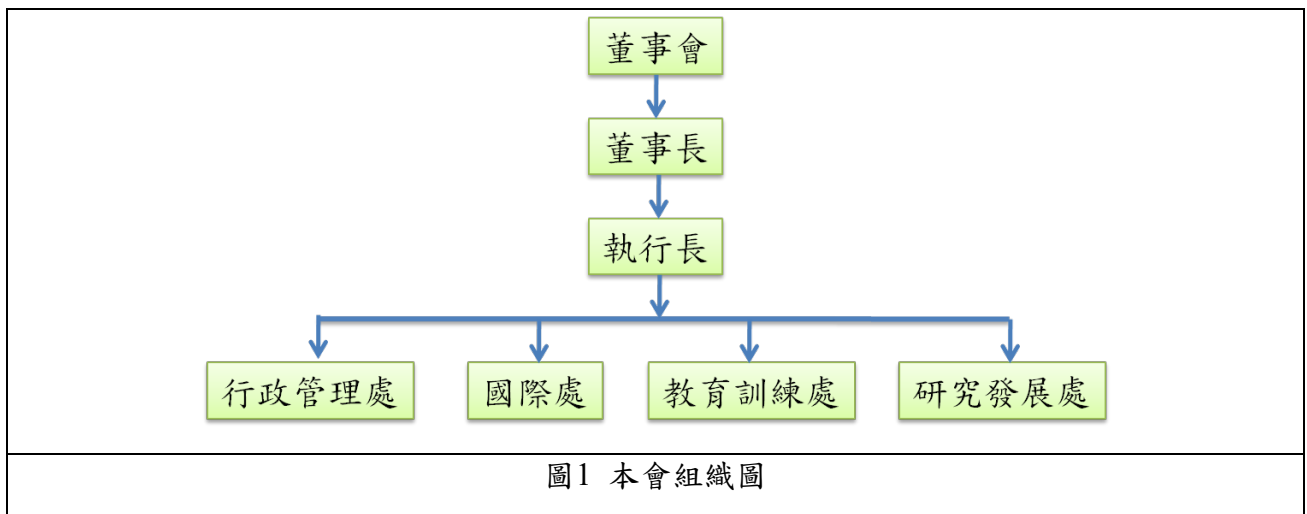 董事會
董事長
執行長
行政管理處
國際處
教育訓練處
研究發展處
圖1 本會組織圖